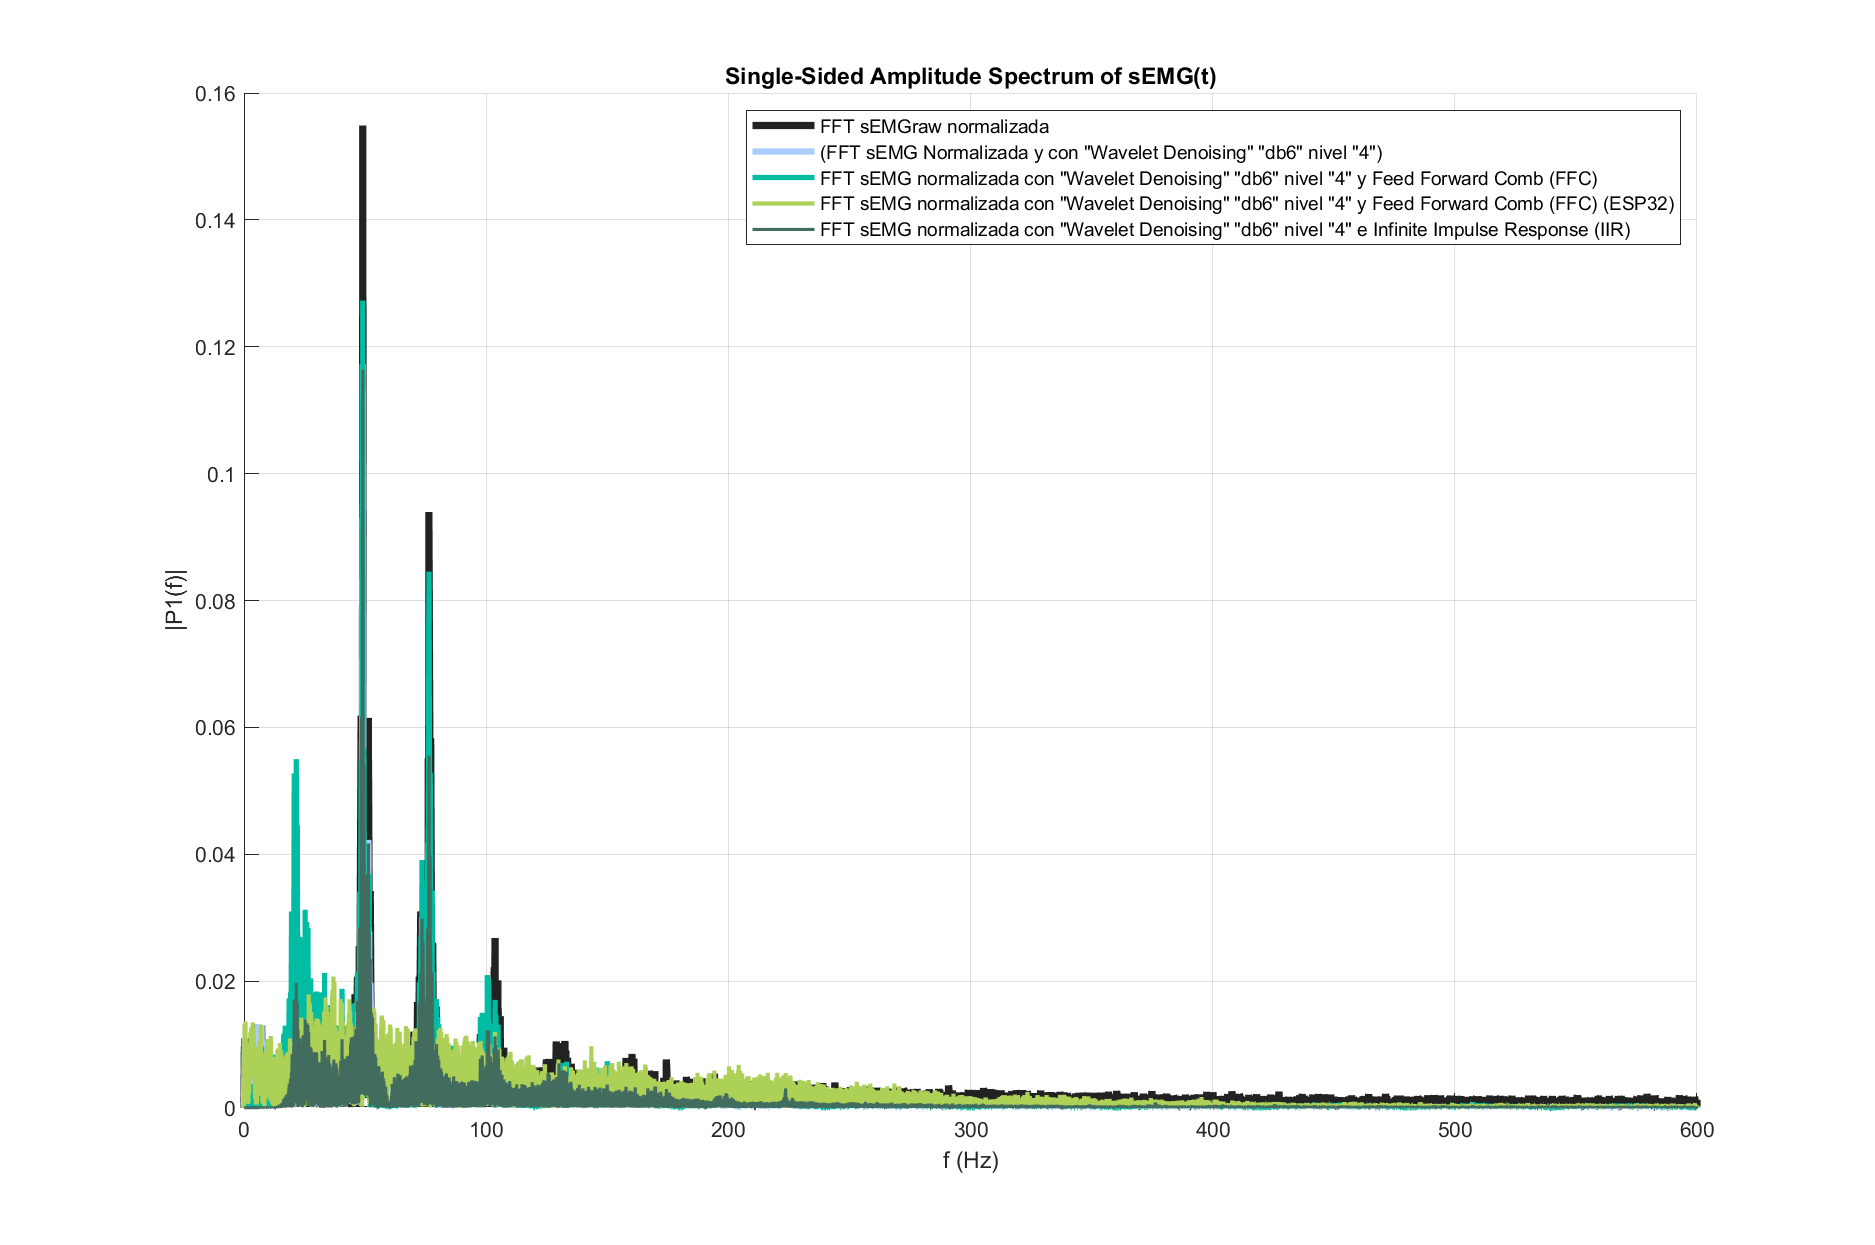 Single-Sided Amplitude Spectrum of sEMG(t)
FFT sEMGraw normalizada
(FFT sEMG Normalizada y con "Wavelet Denoising" "db6" nivel "4")
FFT sEMG normalizada con "Wavelet Denoising" "db6" nivel "4" y Feed Forward Comb (FFC)
FFT sEMG normalizada con "Wavelet Denoising" "db6" nivel "4" y Feed Forward Comb (FFC) (ESP32)
FFT sEMG normalizada con "Wavelet Denoising" "db6" nivel "4" e Infinite Impulse Response (IIR)
0.16
0.14
0.12
0.1
0.08
0.06
0.04
0.02
0
|P1(f)|
0 100 200 300 400 500 600
f (Hz)